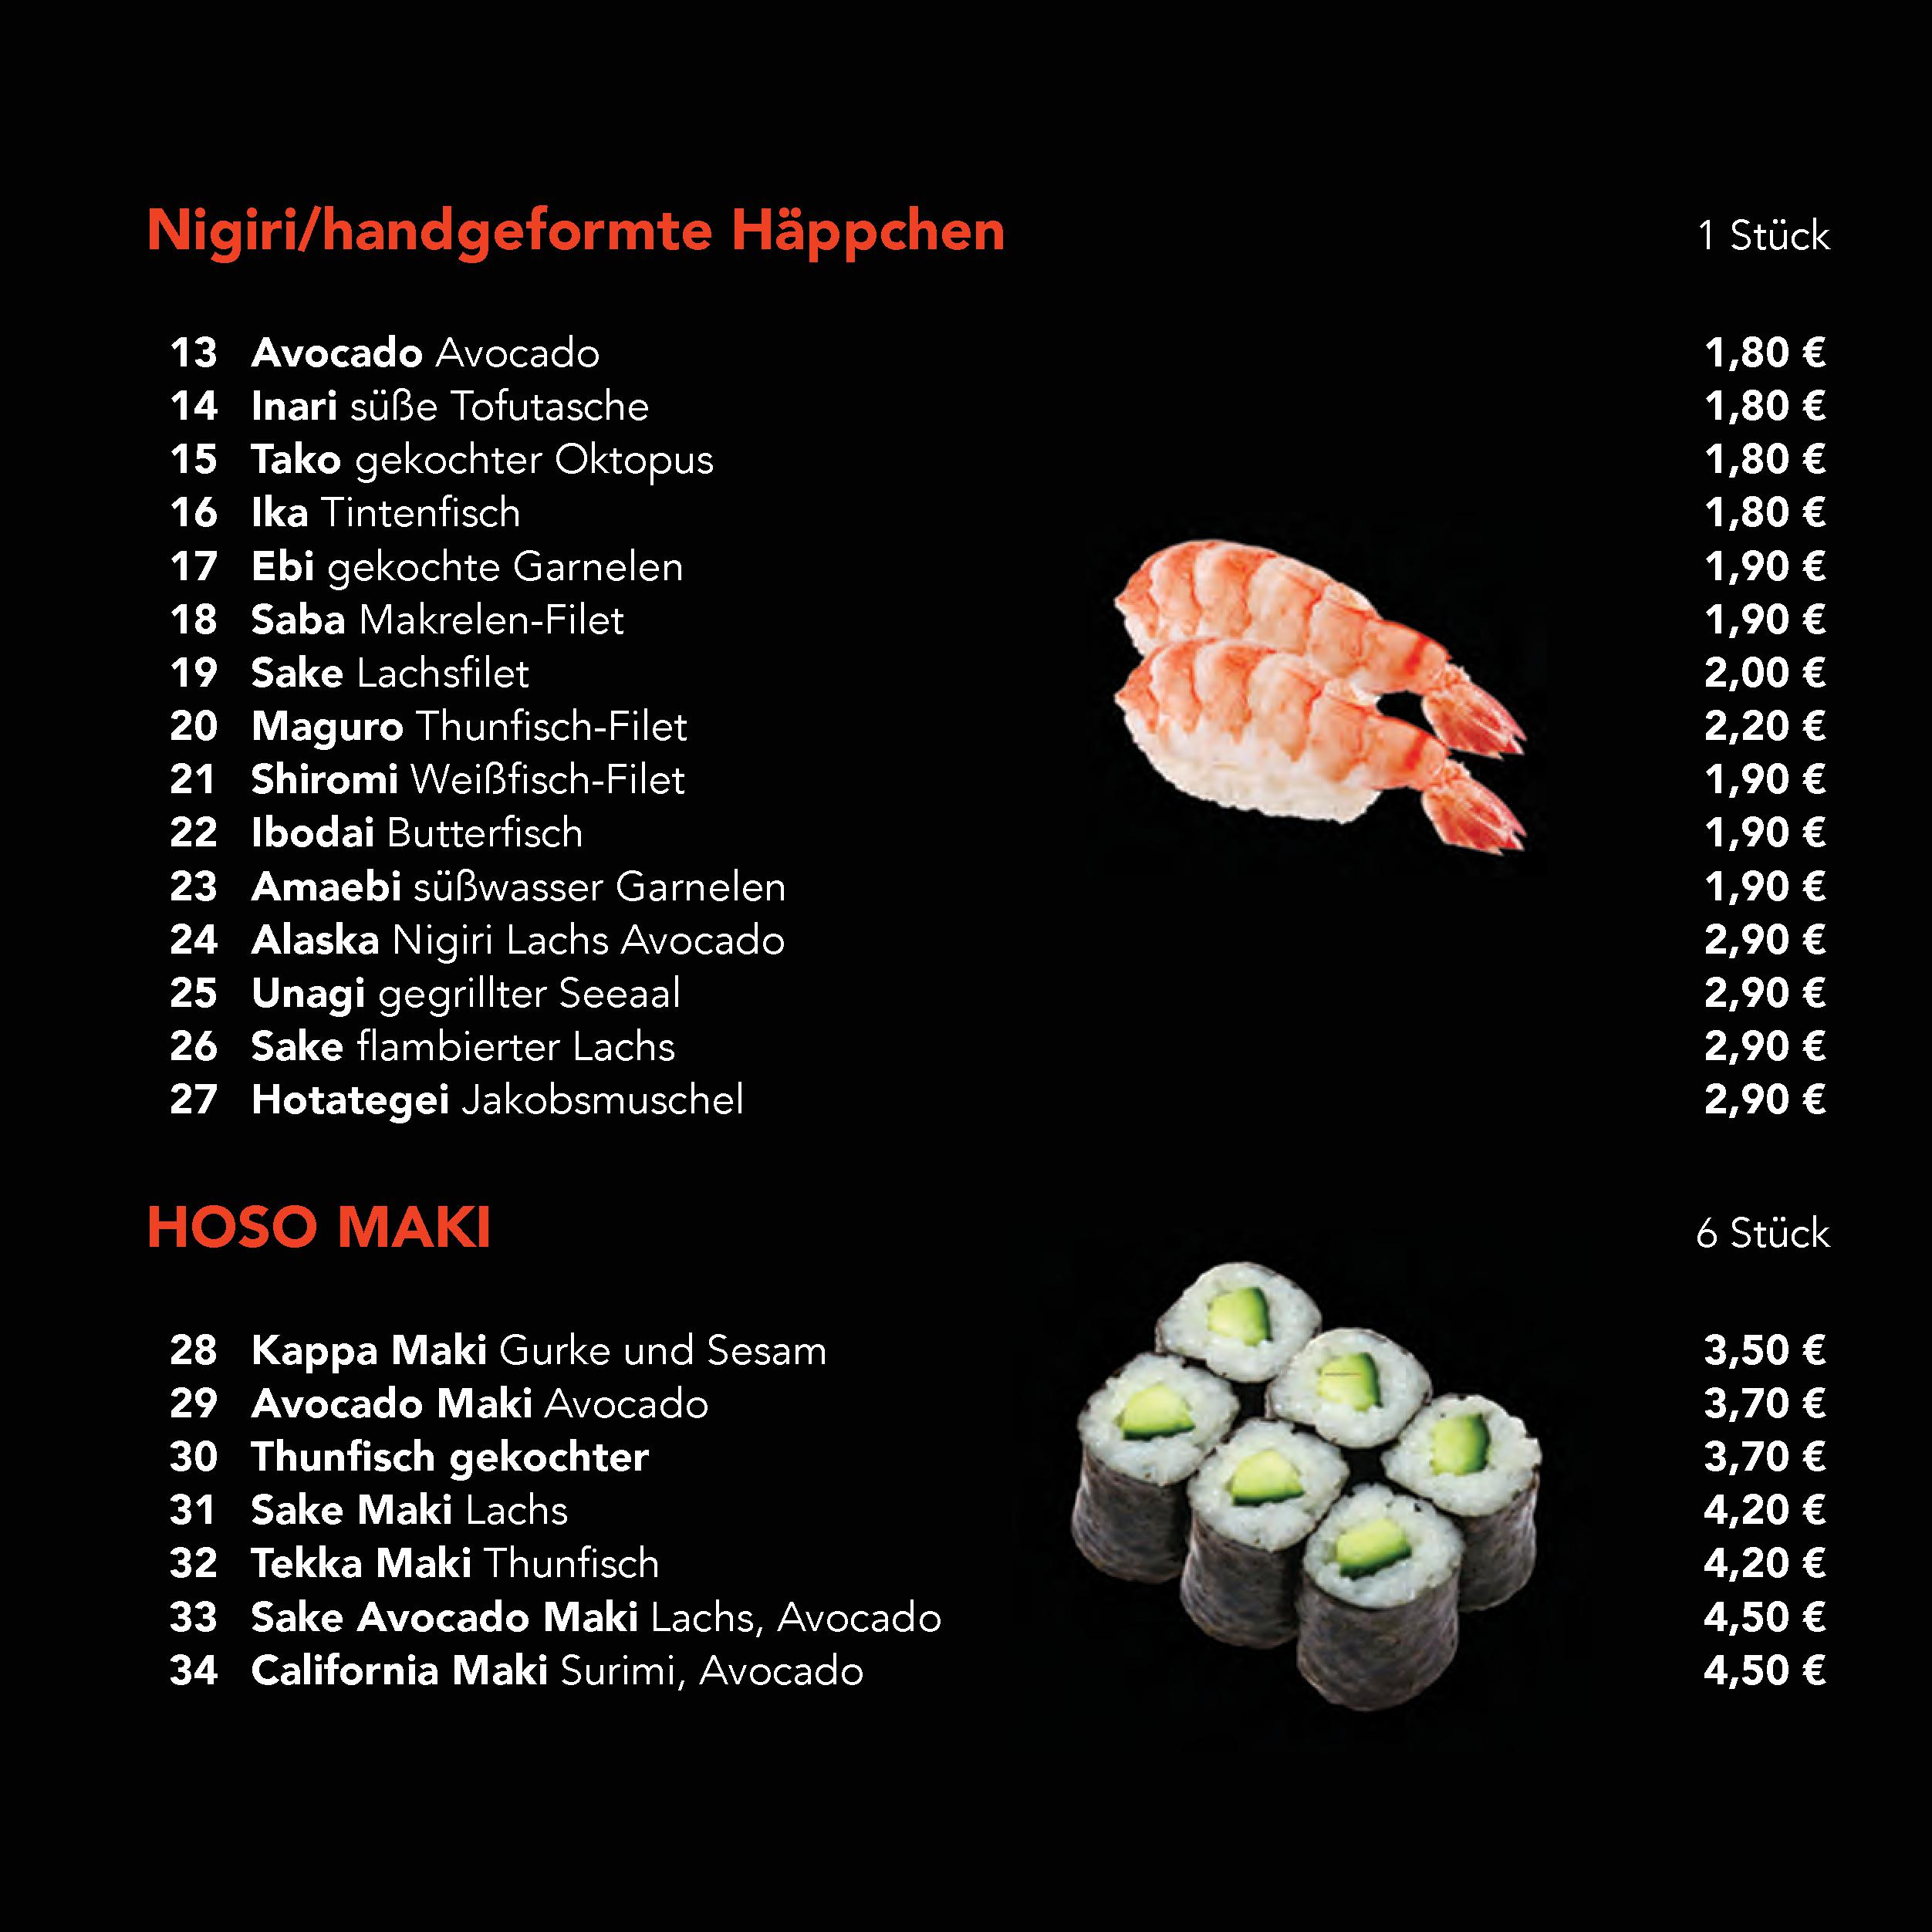 Nigiri/handgeformte Häppchen 1 Stück
13 Avocado Avocado 1,80 €
14 Inari süße Tofutasche 1,80 €
15 Tako gekochter Oktopus 1,80 €
16 Ika Tintenfisch 1,80 €
17 Ebi gekochte Garnelen 1,90 €
18 Saba Makrelen-Filet 1,90 €
19 Sake Lachsfilet 2,00 €
20 Maguro Thunfisch-Filet 2,20 €
21 Shiromi Weißfisch-Filet 1,90 €
22 Ibodai Butterfisch 1,90 €
23 Amaebi süßwasser Garnelen 1,90 €
24 Alaska Nigiri Lachs Avocado 2,90 €
25 Unagi gegrillter Seeaal 2,90 €
26 Sake flambierter Lachs 2,90 €
27 Hotategei Jakobsmuschel 2,90 €
HOSO MAKI 6 Stück
28 Kappa Maki Gurke und Sesam 3,50 €
29 Avocado Maki Avocado 3,70 €
30 Thunfisch gekochter 3,70 €
31 Sake Maki Lachs 4,20 €
32 Tekka Maki Thunfisch 4,20 €
33 Sake Avocado Maki Lachs, Avocado 4,50 €
34 California Maki Surimi, Avocado 4,50 €